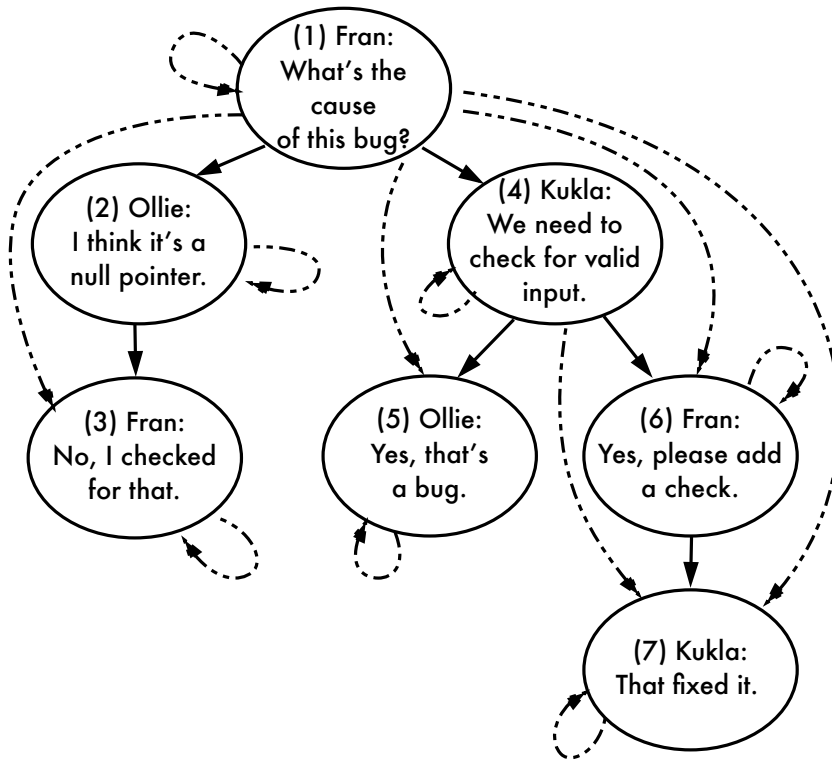 (1) Fran:
What's the
cause
of this bug?
(2) Ollie:
I think it's a
null pointer.
(3) Fran:
No, I checked
for that.
(4) Kukla:
We need to
check for valid
input.
(5) Ollie:
Yes, that's
a bug.
(6) Fran:
Yes, please add
a check.
(7) Kukla:
That fixed it.